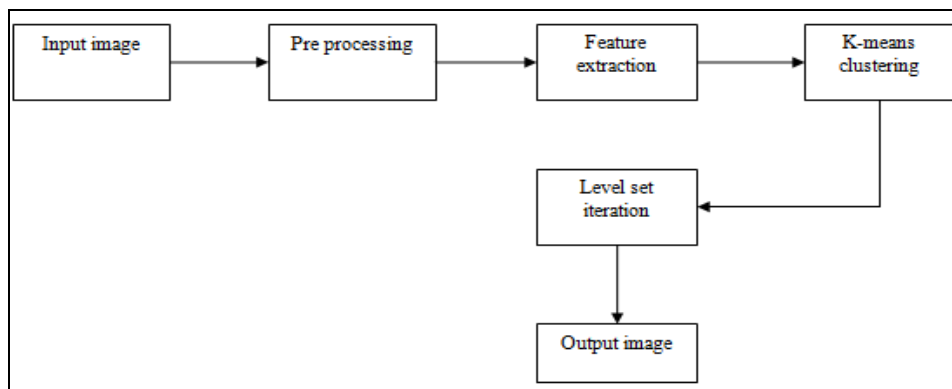 Input image
Pre processing
Feature
extraction
K-means
clustering
Level set
iteration
Output image